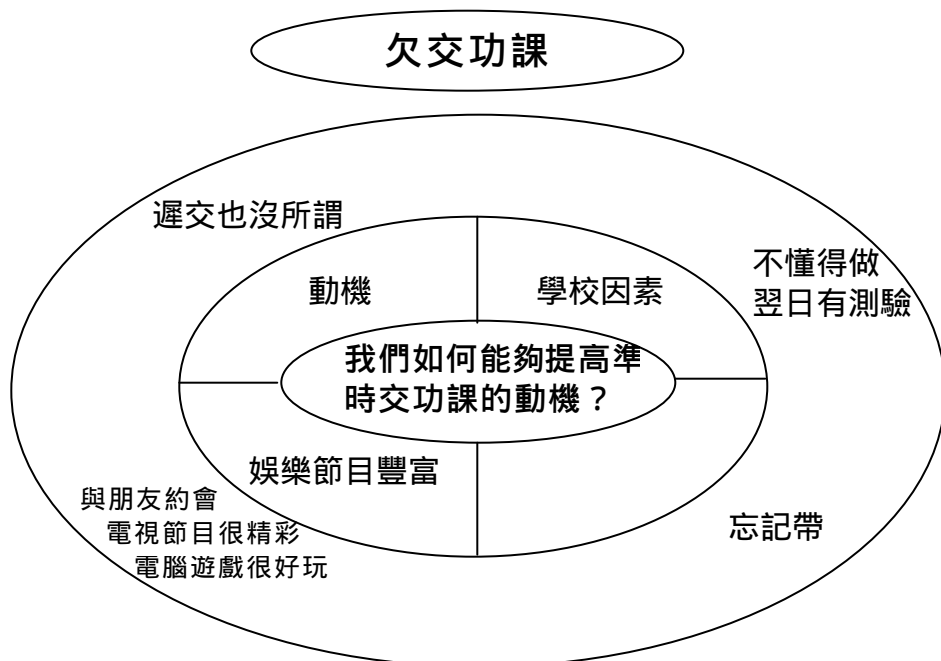 欠交功課
遲交也沒所謂
動機
學校因素
不懂得做
翌日有測驗
我們如何能夠提高準
時交功課的動機？
娛樂節目豐富
與朋友約會
電視節目很精彩
電腦遊戲很好玩
忘記帶